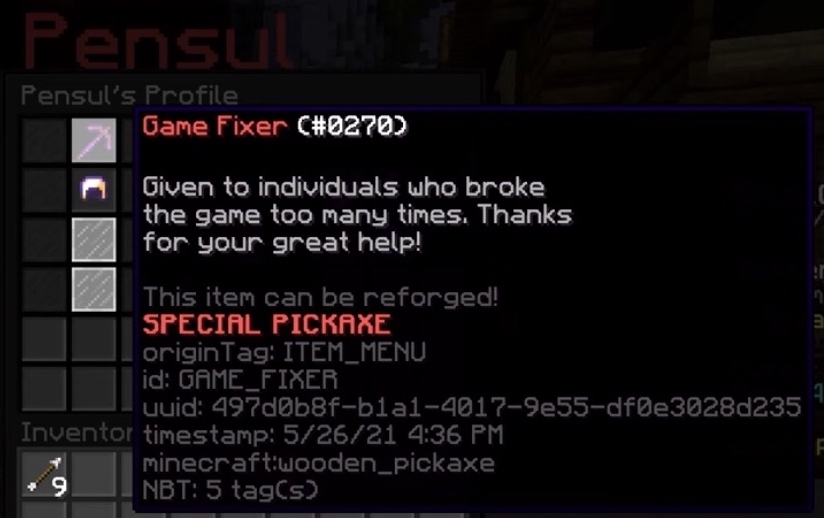 Pensul
Pensul's Profile
Game Fixer (#0270)
Given to individuals who broke
the game too many times. Thanks
for your great help!
This item can be reforged!
SPECIAL PICKAXE
originTag: ITEM_MENU
id: GAME_FIXER
uuid: 497d0b8f-b1a1-4017-9e55-df0e3028d235
timestamp: 5/26/21 4:36 PM
minecraft:wooden_pickaxe
NBT: 5 tag(s)
Inventor
9